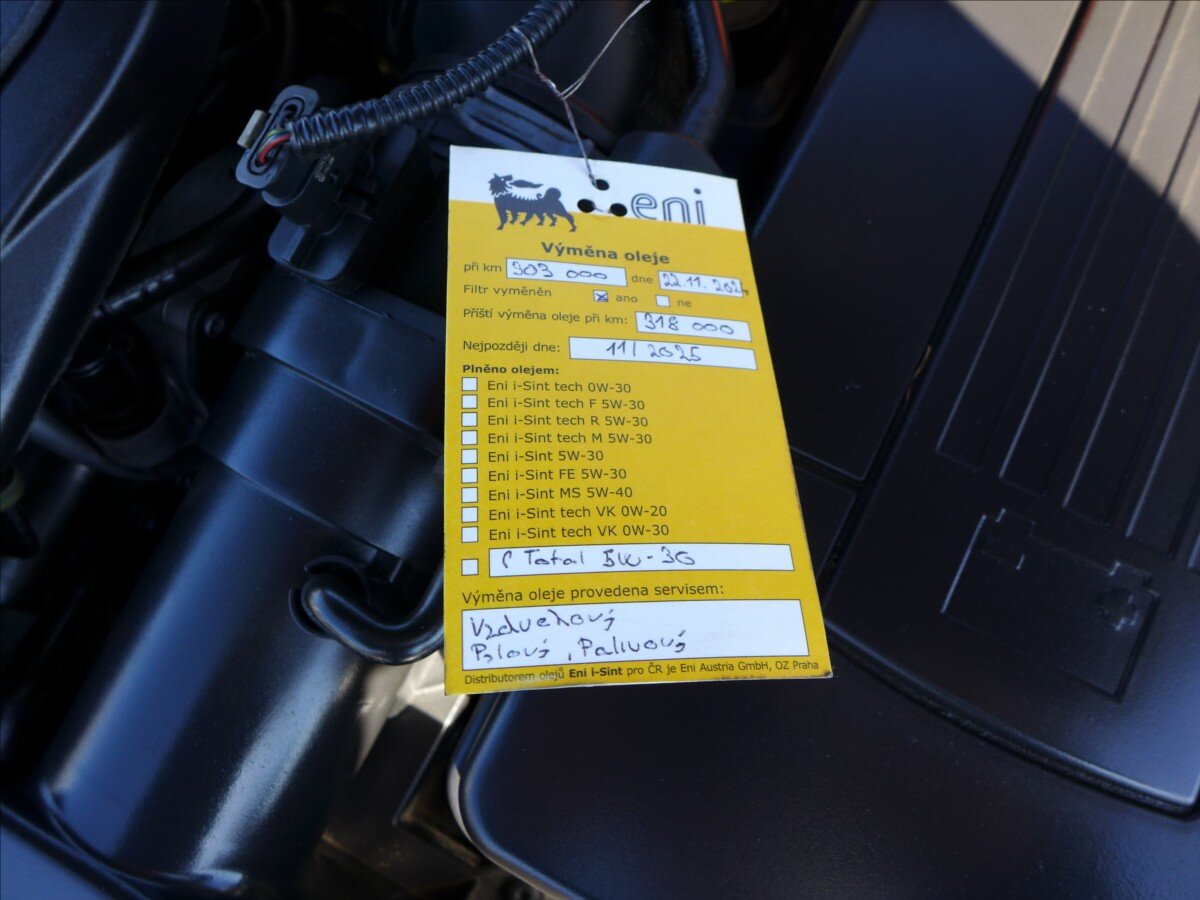 eni
Výměna oleje
při km 303 000 dne 22.11.202
Filtr vyměněn ☒ ano ☐ ne
Příští výměna oleje při km: 318 000
Nejpozději dne: 11/2025
Plněno olejem:
☐ Eni i-Sint tech 0W-30
☐ Eni i-Sint tech F 5W-30
☐ Eni i-Sint tech R 5W-30
☐ Eni i-Sint tech M 5W-30
☐ Eni i-Sint 5W-30
☐ Eni i-Sint FE 5W-30
☐ Eni i-Sint MS 5W-40
☐ Eni i-Sint tech VK 0W-20
☐ Eni i-Sint tech VK 0W-30
☐ Total 5W-30
Výměna oleje provedena servisem:
Vzduchový
Pylový, Palivový
Distributorem olejů Eni i-Sint pro ČR je Eni Austria GmbH, OZ Praha